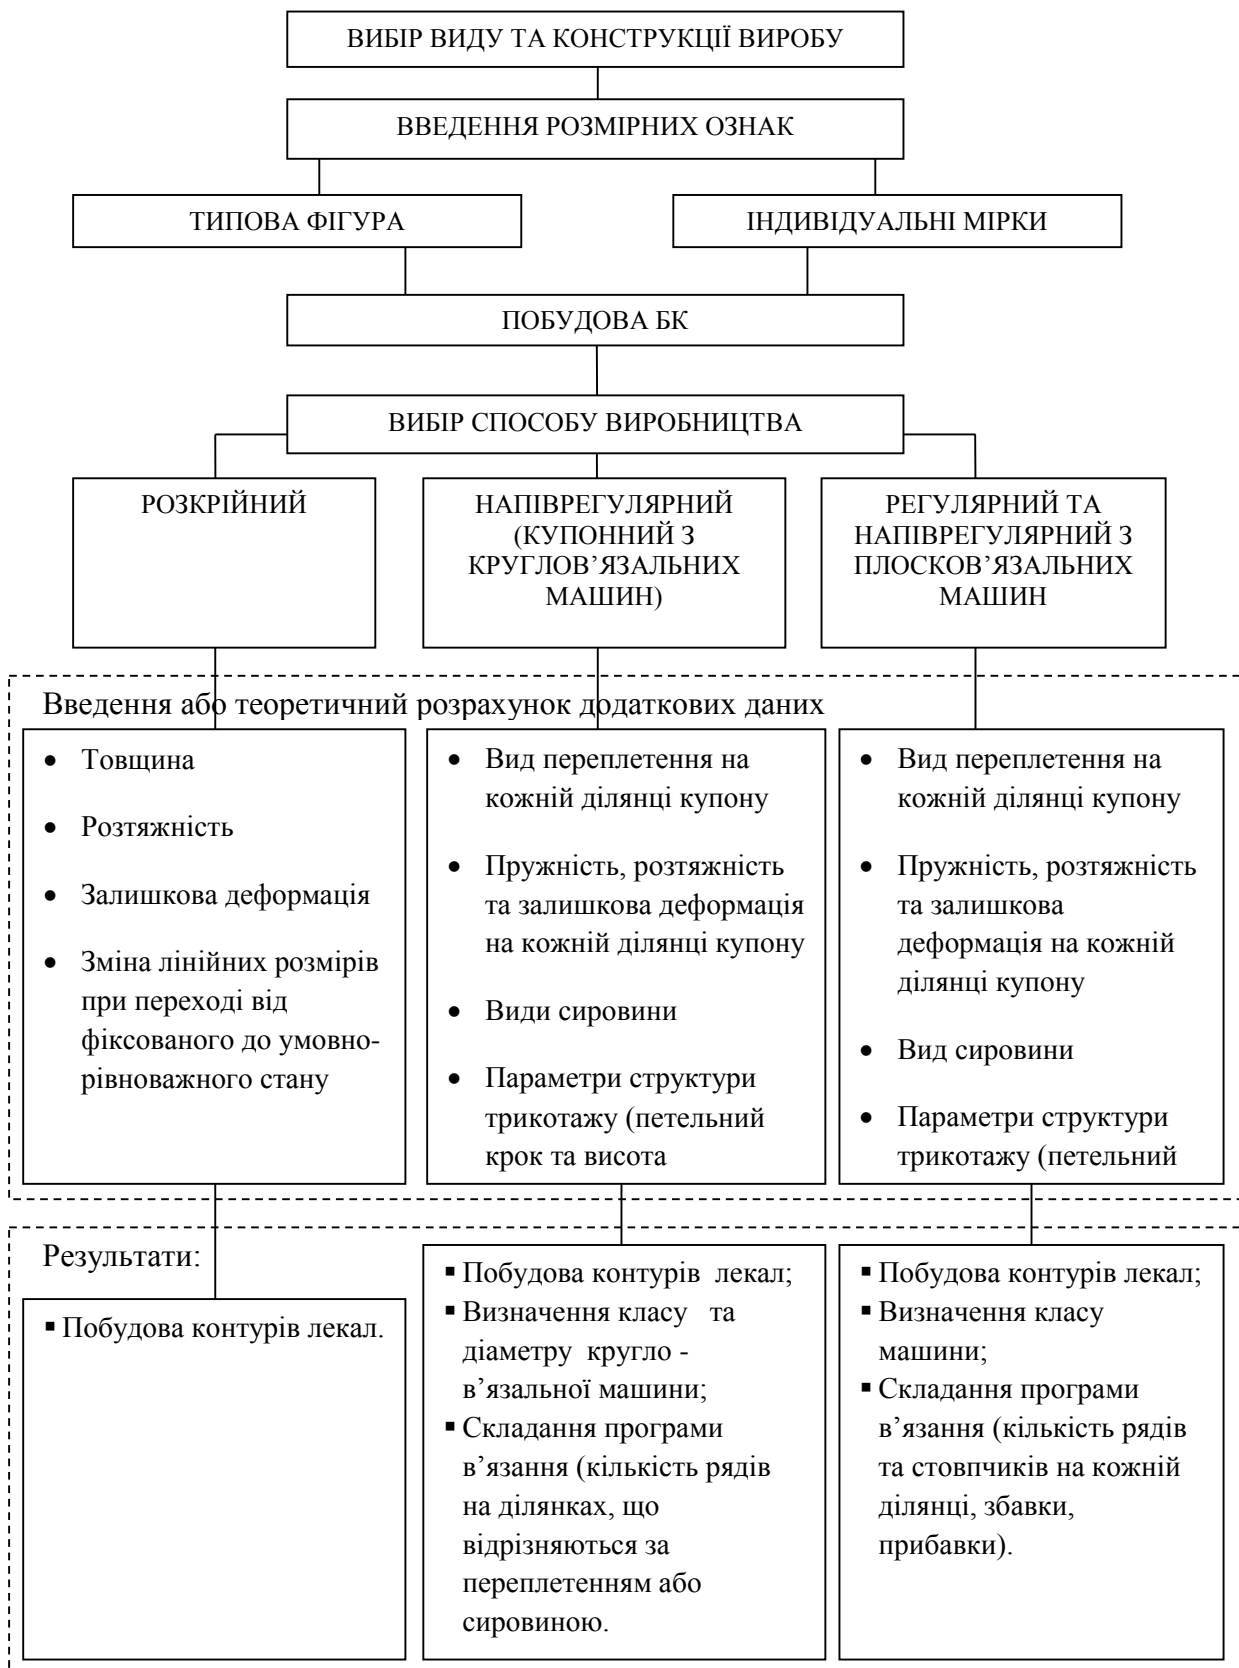 ВИБІР ВИДУ ТА КОНСТРУКЦІЇ ВИРОБУ
ВВЕДЕННЯ РОЗМІРНИХ ОЗНАК
ТИПОВА ФІГУРА
ІНДИВІДУАЛЬНІ МІРКИ
ПОБУДОВА БК
ВИБІР СПОСОБУ ВИРОБНИЦТВА
РОЗКРІЙНИЙ
НАПІВРЕГУЛЯРНИЙ
(КУПОННИЙ З
КРУГЛОВ’ЯЗАЛЬНИХ
МАШИН)
РЕГУЛЯРНИЙ ТА
НАПІВРЕГУЛЯРНИЙ З
ПЛОСКОВ’ЯЗАЛЬНИХ
МАШИН
Введення або теоретичний розрахунок додаткових даних
• Товщина
• Розтяжність
• Залишкова деформація
• Зміна лінійних розмірів
при переході від
фіксованого до умовно-
рівноважного стану
• Вид переплетення на
кожній ділянці купону
• Пружність, розтяжність
та залишкова деформація
на кожній ділянці купону
• Види сировини
• Параметри структури
трикотажу (петельний
крок та висота
• Вид переплетення на
кожній ділянці купону
• Пружність, розтяжність
та залишкова
деформація на кожній
ділянці купону
• Вид сировини
• Параметри структури
трикотажу (петельний
Результати:
▪ Побудова контурів лекал.
▪ Побудова контурів лекал;
▪ Визначення класу та
діаметру кругло -
в’язальної машини;
▪ Складання програми
в’язання (кількість рядів
на ділянках, що
відрізняються за
переплетенням або
сировиною.
▪ Побудова контурів лекал;
▪ Визначення класу
машини;
▪ Складання програми
в’язання (кількість рядів
та стовпчиків на кожній
ділянці, збавки,
прибавки).